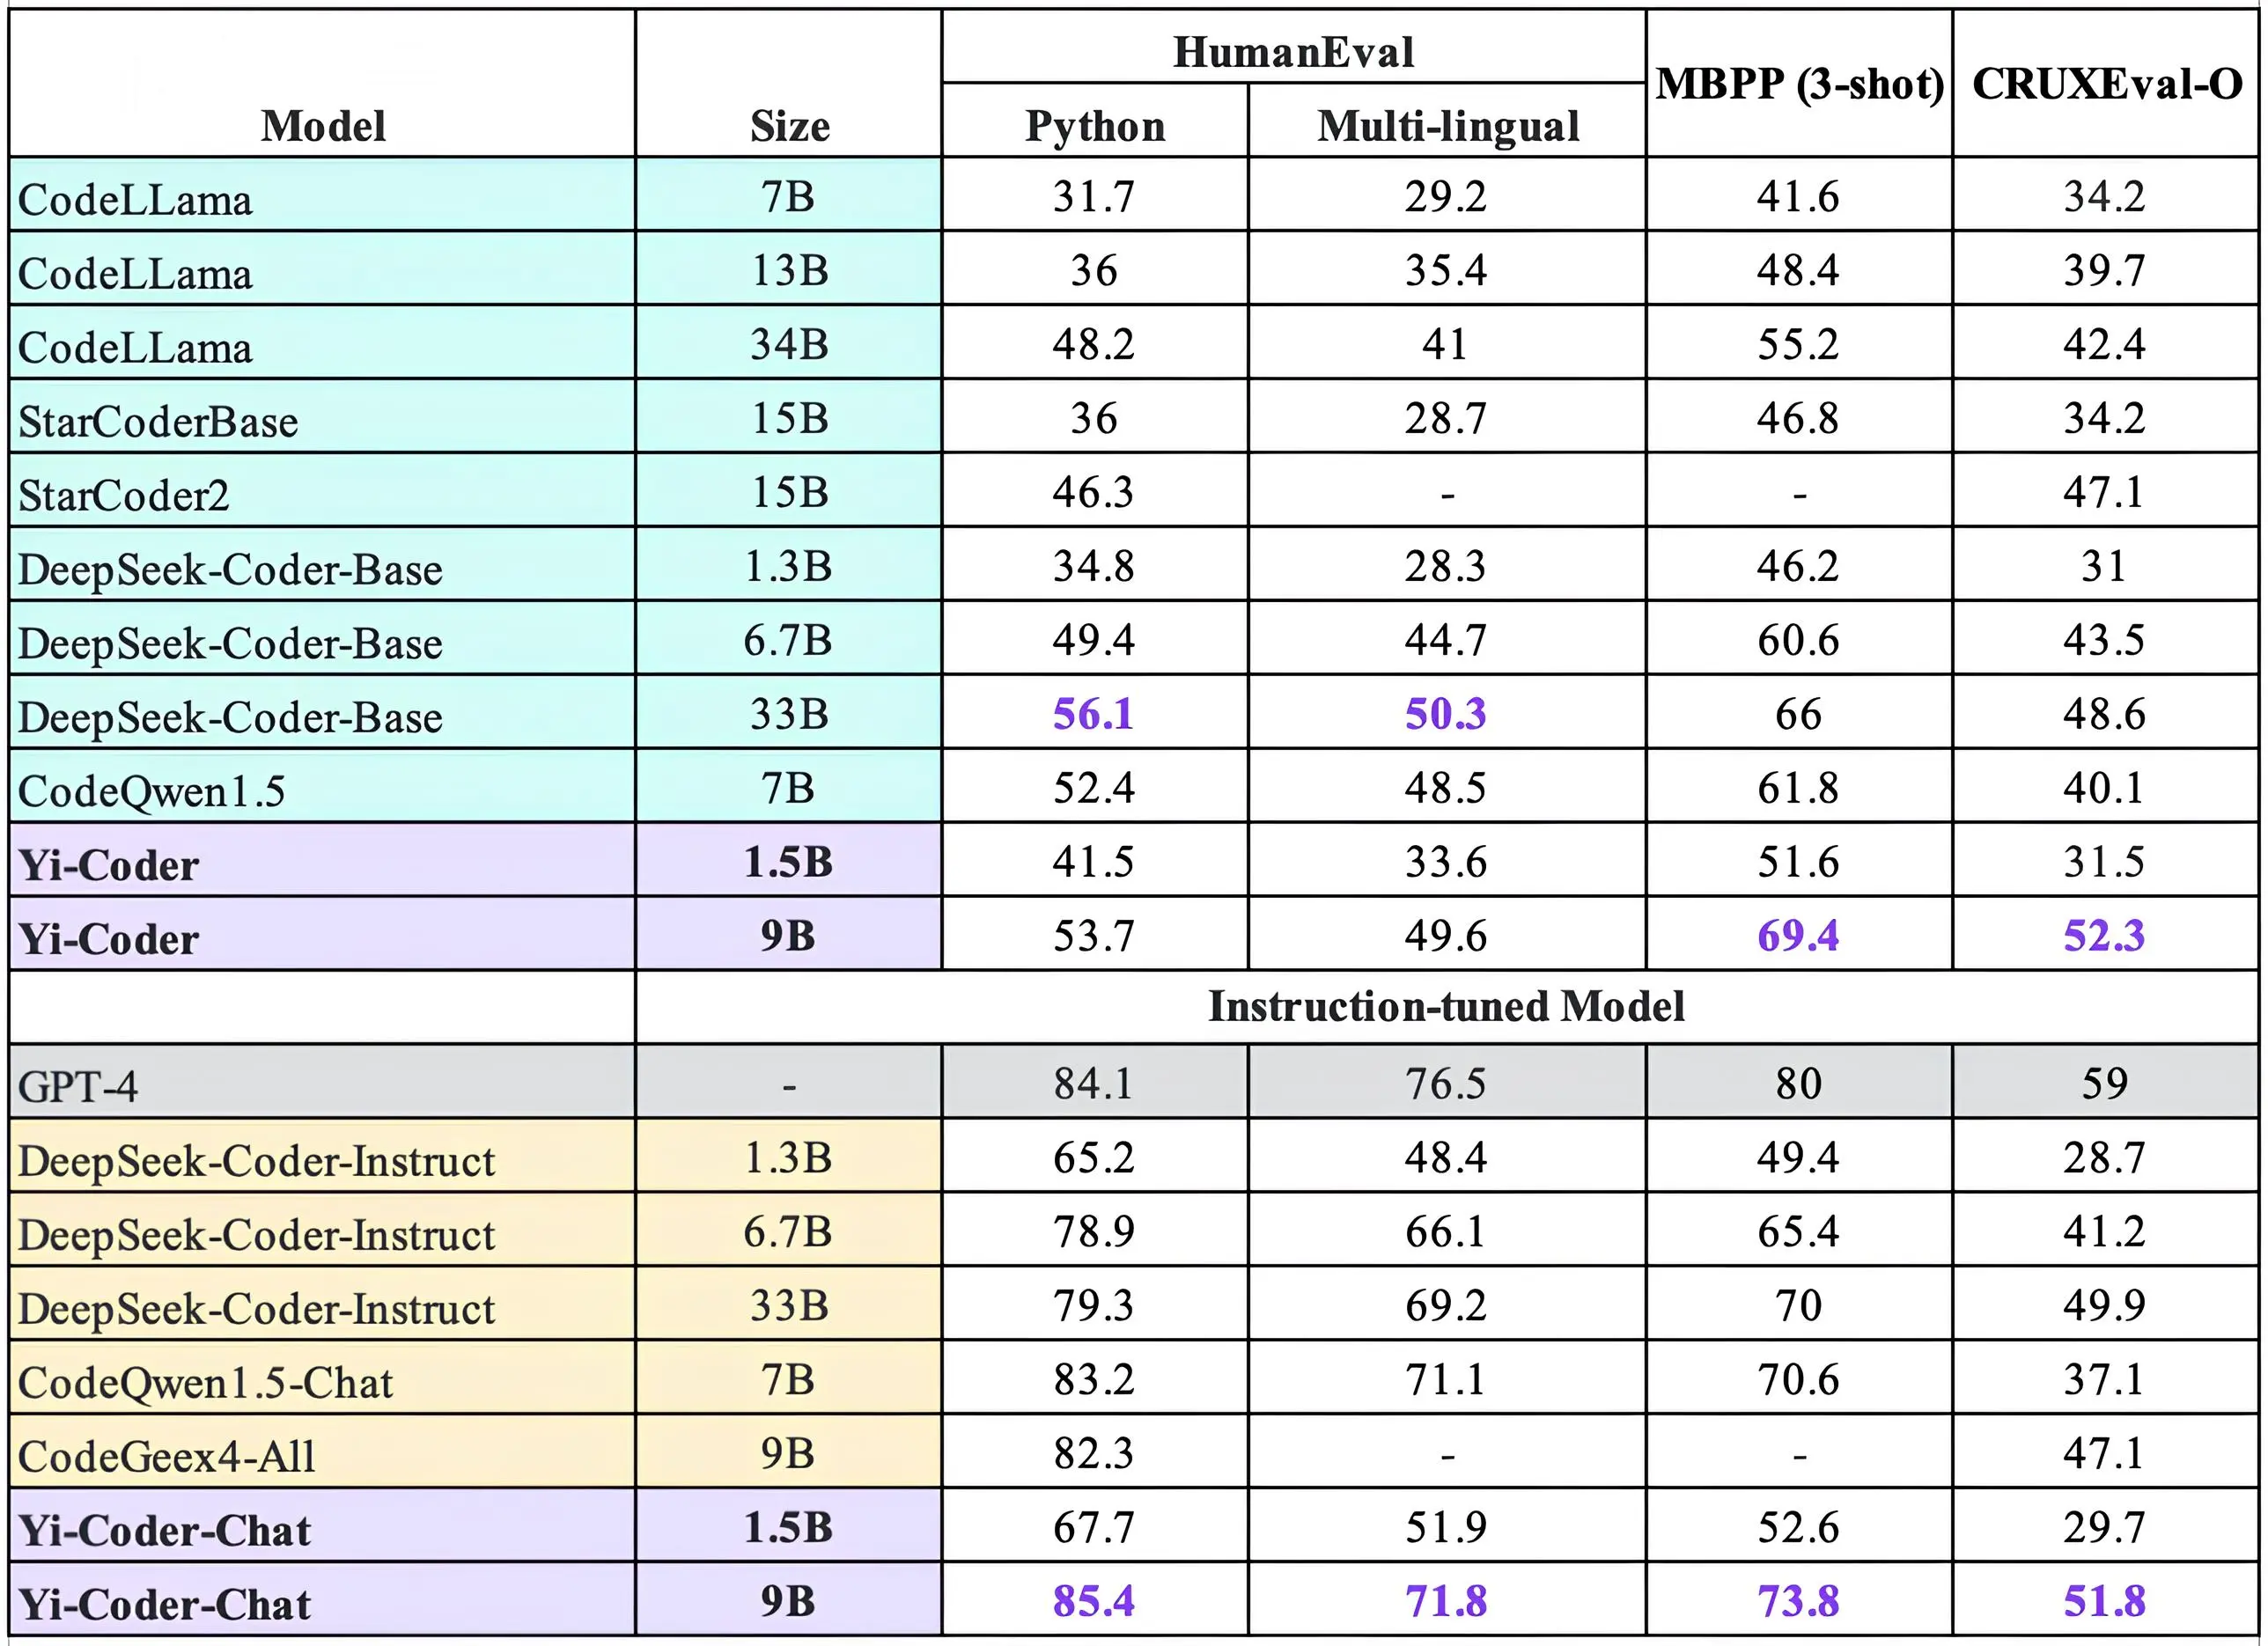 HumanEval
MBPP (3-shot) CRUXEval-O
Model Size Python Multi-lingual
CodeLLama 7B 31.7 29.2 41.6 34.2
CodeLLama 13B 36 35.4 48.4 39.7
CodeLLama 34B 48.2 41 55.2 42.4
StarCoderBase 15B 36 28.7 46.8 34.2
StarCoder2 15B 46.3 - - 47.1
DeepSeek-Coder-Base 1.3B 34.8 28.3 46.2 31
DeepSeek-Coder-Base 6.7B 49.4 44.7 60.6 43.5
DeepSeek-Coder-Base 33B 56.1 50.3 66 48.6
CodeQwen1.5 7B 52.4 48.5 61.8 40.1
Yi-Coder 1.5B 41.5 33.6 51.6 31.5
Yi-Coder 9B 53.7 49.6 69.4 52.3
Instruction-tuned Model
GPT-4 - 84.1 76.5 80 59
DeepSeek-Coder-Instruct 1.3B 65.2 48.4 49.4 28.7
DeepSeek-Coder-Instruct 6.7B 78.9 66.1 65.4 41.2
DeepSeek-Coder-Instruct 33B 79.3 69.2 70 49.9
CodeQwen1.5-Chat 7B 83.2 71.1 70.6 37.1
CodeGeex4-All 9B 82.3 - - 47.1
Yi-Coder-Chat 1.5B 67.7 51.9 52.6 29.7
Yi-Coder-Chat 9B 85.4 71.8 73.8 51.8